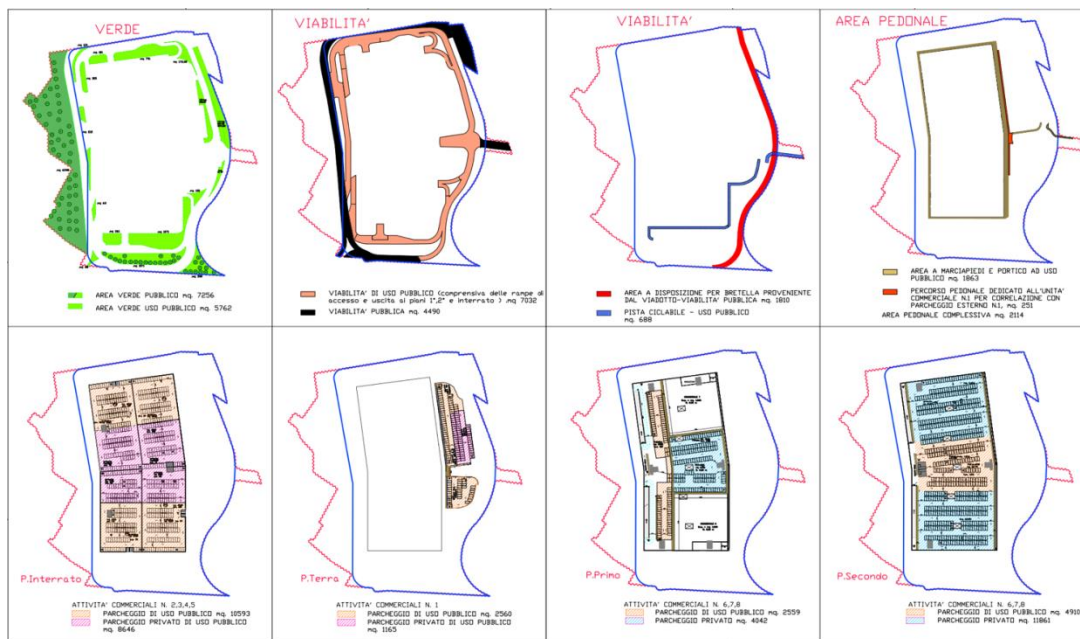 VERDE
AREA VERDE PUBBLICO mq. 7256
AREA VERDE USO PUBBLICO mq. 5762
VIABILITA'
VIABILITA' DI USO PUBBLICO (comprensiva delle rampe di
accesso e uscita ai piani 1°,2° e interrato ) .mq 7032
VIABILITA' PUBBLICA mq. 4490
VIABILITA'
AREA A DISPOSIZIONE PER BRETELLA PROVENIENTE
DAL VIADOTTO-VIABILITA' PUBBLICA mq. 1810
PISTA CICLABILE - USO PUBBLICO
mq. 688
AREA PEDONALE
AREA A MARCIAPIEDI E PORTICO AD USO
PUBBLICO mq. 1863
PERCORSO PEDONALE DEDICATO ALL'UNITA'
COMMERCIALE N.1 PER CORRELAZIONE CON
PARCHEGGIO ESTERNO N.1, mq. 251
AREA PEDONALE COMPLESSIVA mq. 2114
P.Interrato
ATTIVITA' COMMERCIALI N. 2,3,4,5
PARCHEGGIO DI USO PUBBLICO mq. 10593
PARCHEGGIO PRIVATO DI USO PUBBLICO
mq. 8646
P.Terra
ATTIVITA' COMMERCIALI N. 1
PARCHEGGIO DI USO PUBBLICO mq. 2560
PARCHEGGIO PRIVATO DI USO PUBBLICO
mq. 1165
P.Primo
ATTIVITA' COMMERCIALI N. 6,7,8
PARCHEGGIO DI USO PUBBLICO mq. 2559
PARCHEGGIO PRIVATO mq. 4042
P.Secondo
ATTIVITA' COMMERCIALI N. 6,7,8
PARCHEGGIO DI USO PUBBLICO mq. 4910
PARCHEGGIO PRIVATO mq. 11861